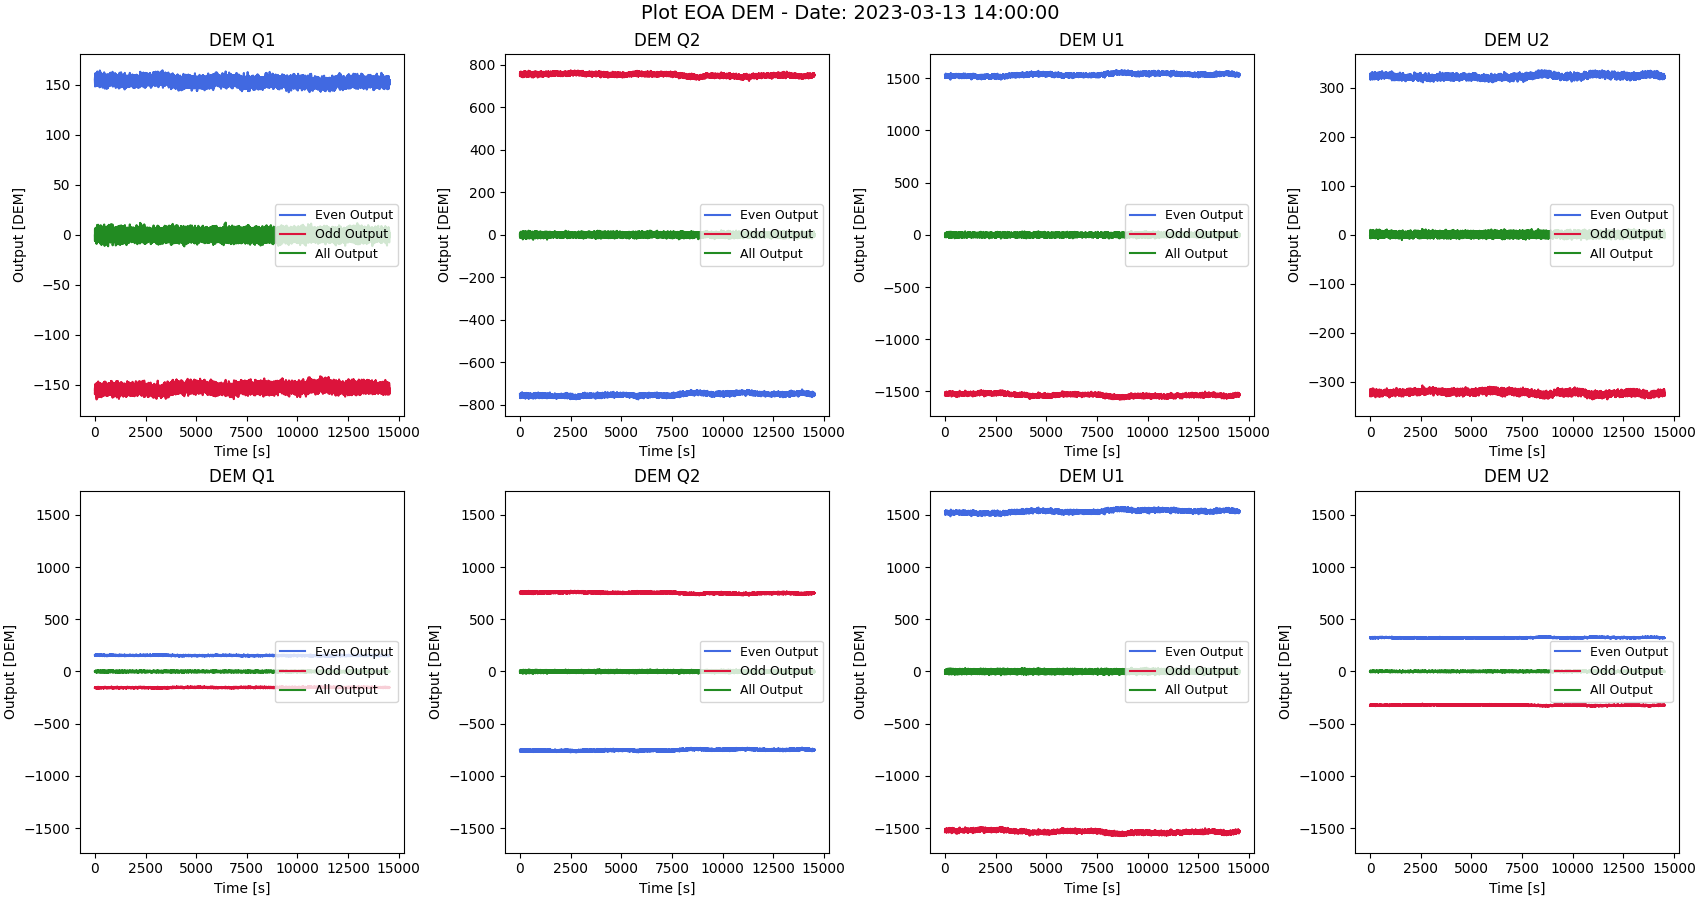 Plot EOA DEM - Date: 2023-03-13 14:00:00
DEM Q1
DEM Q2
DEM U1
DEM U2
Output [DEM]
150
100
50
0
−50
−100
−150
Even Output
Odd Output
All Output
0 2500 5000 7500 10000 12500 15000
Time [s]
Output [DEM]
800
600
400
200
0
−200
−400
−600
−800
Even Output
Odd Output
All Output
0 2500 5000 7500 10000 12500 15000
Time [s]
Output [DEM]
1500
1000
500
0
−500
−1000
−1500
Even Output
Odd Output
All Output
0 2500 5000 7500 10000 12500 15000
Time [s]
Output [DEM]
300
200
100
0
−100
−200
−300
Even Output
Odd Output
All Output
0 2500 5000 7500 10000 12500 15000
Time [s]
DEM Q1
DEM Q2
DEM U1
DEM U2
Output [DEM]
1500
1000
500
0
−500
−1000
−1500
Even Output
Odd Output
All Output
0 2500 5000 7500 10000 12500 15000
Time [s]
Output [DEM]
1500
1000
500
0
−500
−1000
−1500
Even Output
Odd Output
All Output
0 2500 5000 7500 10000 12500 15000
Time [s]
Output [DEM]
1500
1000
500
0
−500
−1000
−1500
Even Output
Odd Output
All Output
0 2500 5000 7500 10000 12500 15000
Time [s]
Output [DEM]
1500
1000
500
0
−500
−1000
−1500
Even Output
Odd Output
All Output
0 2500 5000 7500 10000 12500 15000
Time [s]